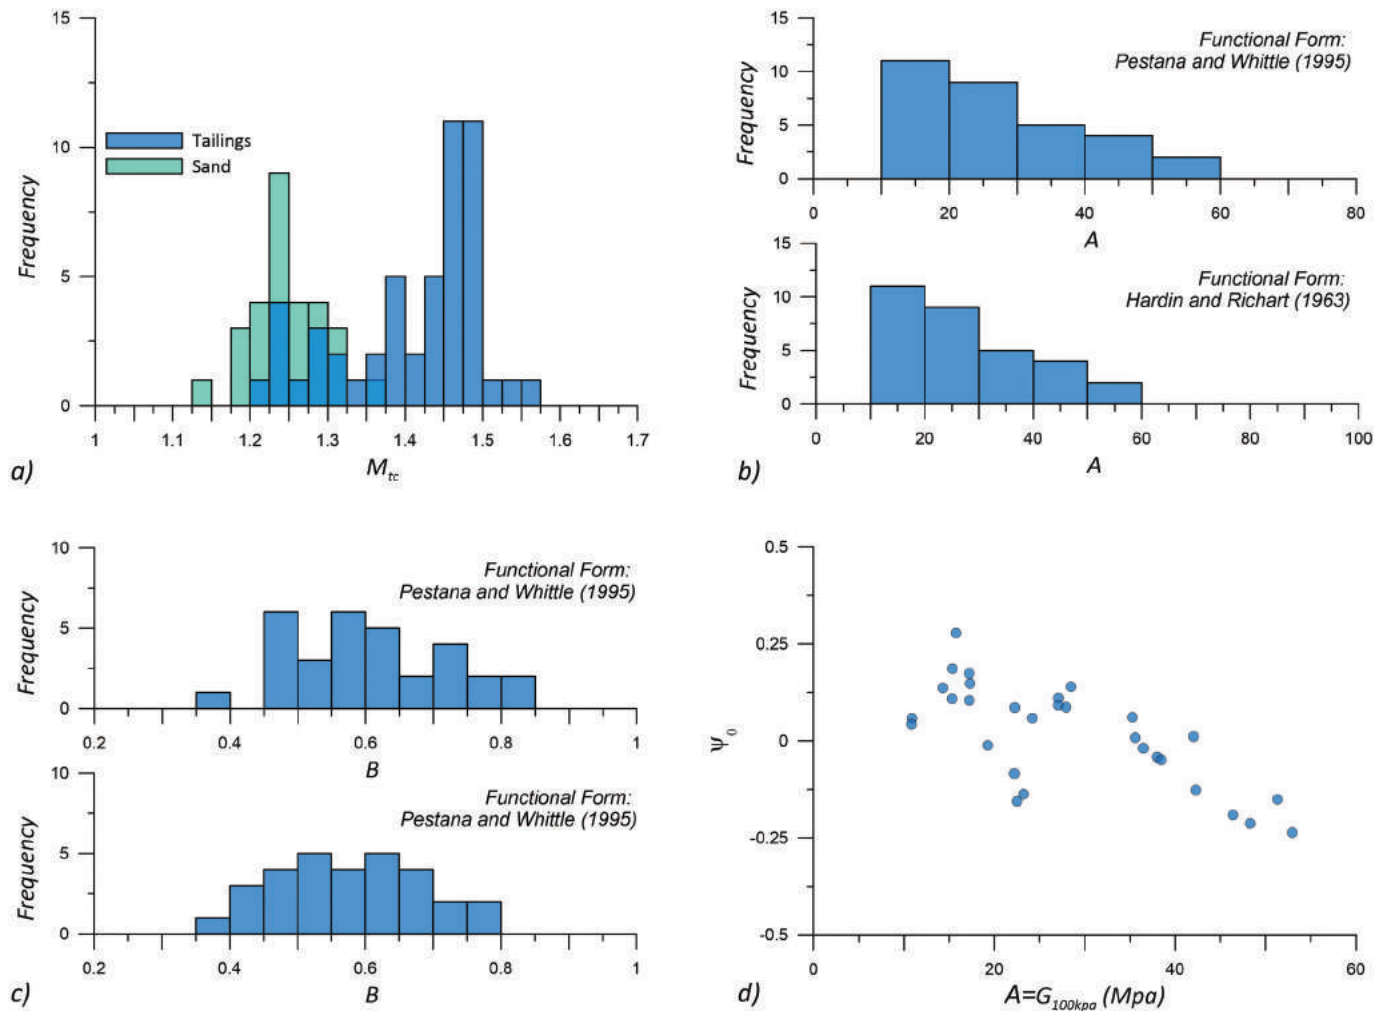 15
10
5
0
Frequency
Tailings
Sand
1 1.1 1.2 1.3 1.4 1.5 1.6 1.7
M_tc
a)
15
10
5
0
Frequency
Functional Form:
Pestana and Whittle (1995)
0 20 40 60 80
A
15
10
5
0
Frequency
Functional Form:
Hardin and Richart (1963)
0 20 40 60 80 100
A
b)
10
5
0
Frequency
Functional Form:
Pestana and Whittle (1995)
0.2 0.4 0.6 0.8 1
B
10
5
0
Frequency
Functional Form:
Pestana and Whittle (1995)
0.2 0.4 0.6 0.8 1
B
c)
0.5
0.25
0
-0.25
-0.5
ψ_0
0 20 40 60
A=G_100kpa (Mpa)
d)